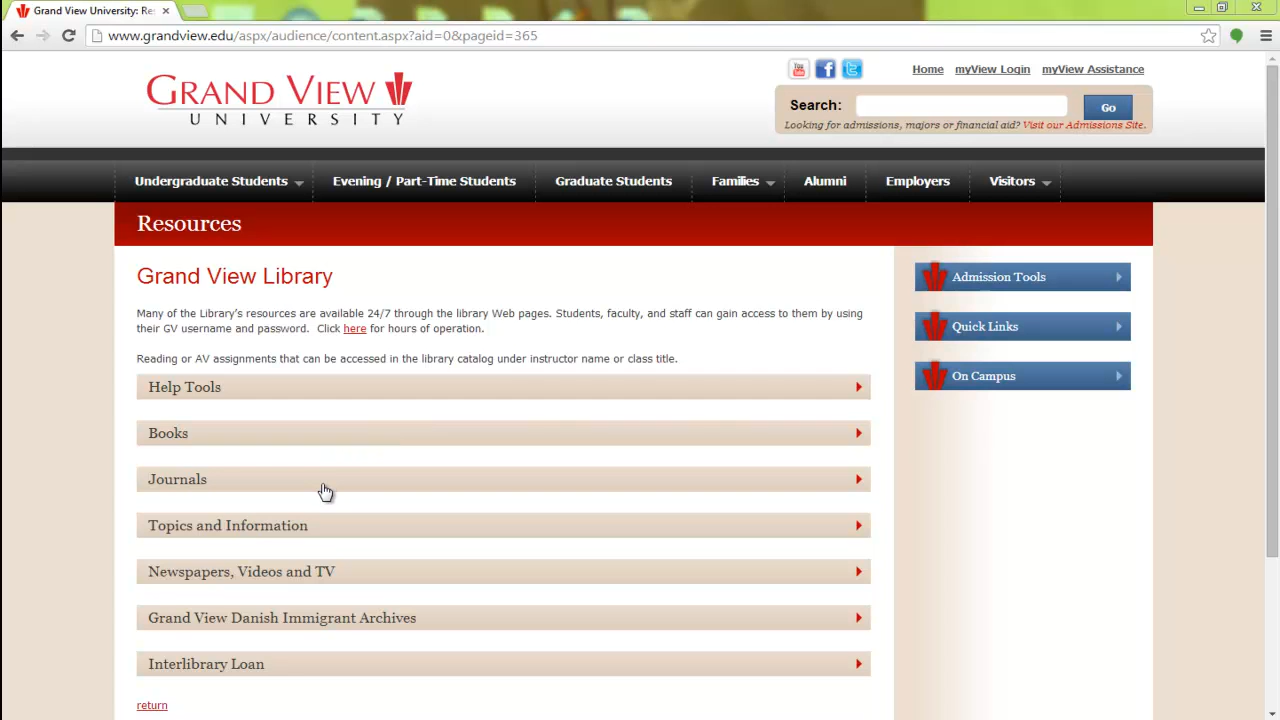 Grand View University: Re
www.grandview.edu/aspx/audience/content.aspx?aid=0&pageid=365
GRAND VIEW
UNIVERSITY
You
Home myView Login myView Assistance
Search: Go
Looking for admissions, majors or financial aid? Visit our Admissions Site.
Undergraduate Students Evening / Part-Time Students Graduate Students Families Alumni Employers Visitors
Resources
Grand View Library
Many of the Library's resources are available 24/7 through the library Web pages. Students, faculty, and staff can gain access to them by using
their GV username and password. Click here for hours of operation.
Reading or AV assignments that can be accessed in the library catalog under instructor name or class title.
Help Tools
Books
Journals
Topics and Information
Newspapers, Videos and TV
Grand View Danish Immigrant Archives
Interlibrary Loan
return
Admission Tools
Quick Links
On Campus